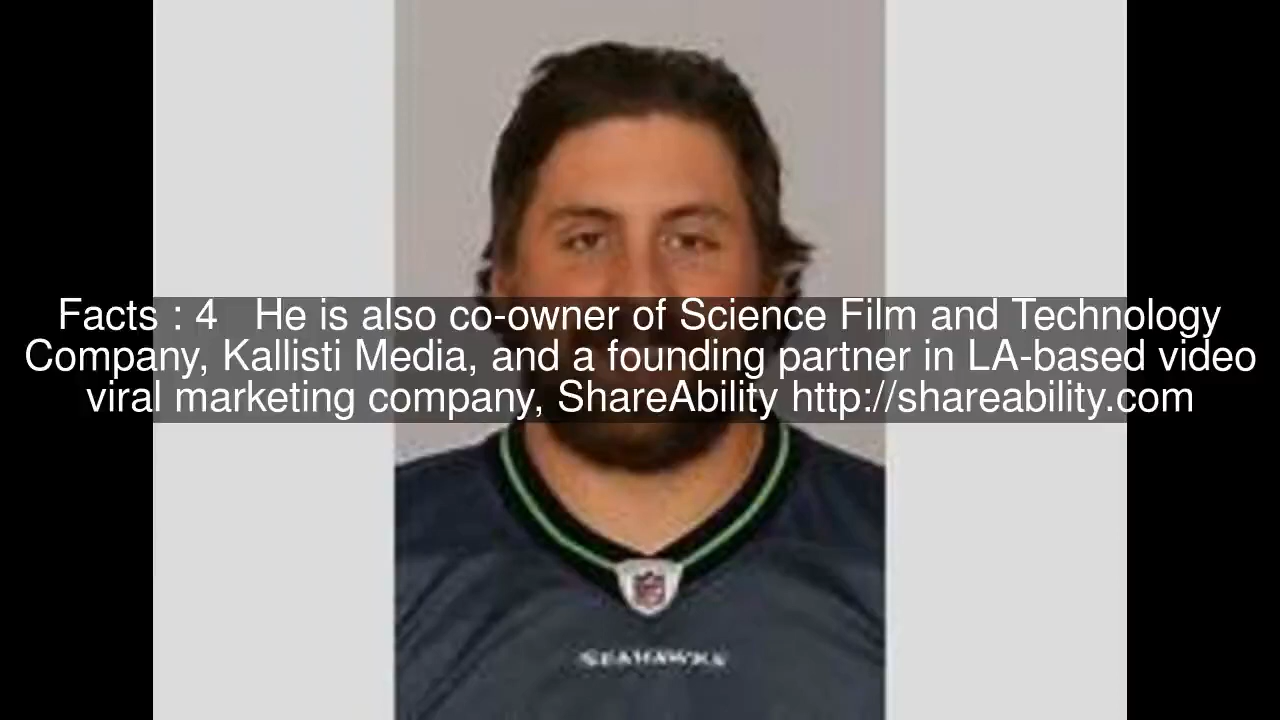 Facts : 4   He is also co-owner of Science Film and Technology
Company, Kallisti Media, and a founding partner in LA-based video
viral marketing company, ShareAbility http://shareability.com
SEAHAWKS